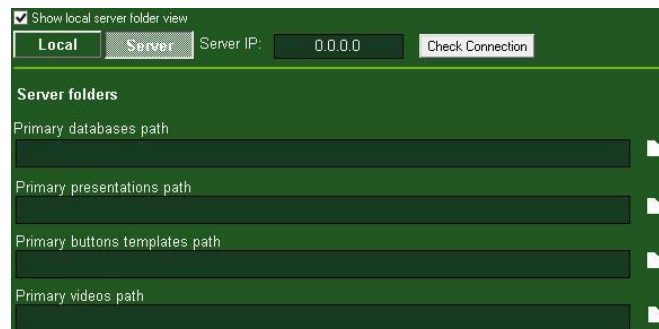 Show local server folder view
Local Server Server IP: 0.0.0.0 Check Connection
Server folders
Primary databases path
Primary presentations path
Primary buttons templates path
Primary videos path